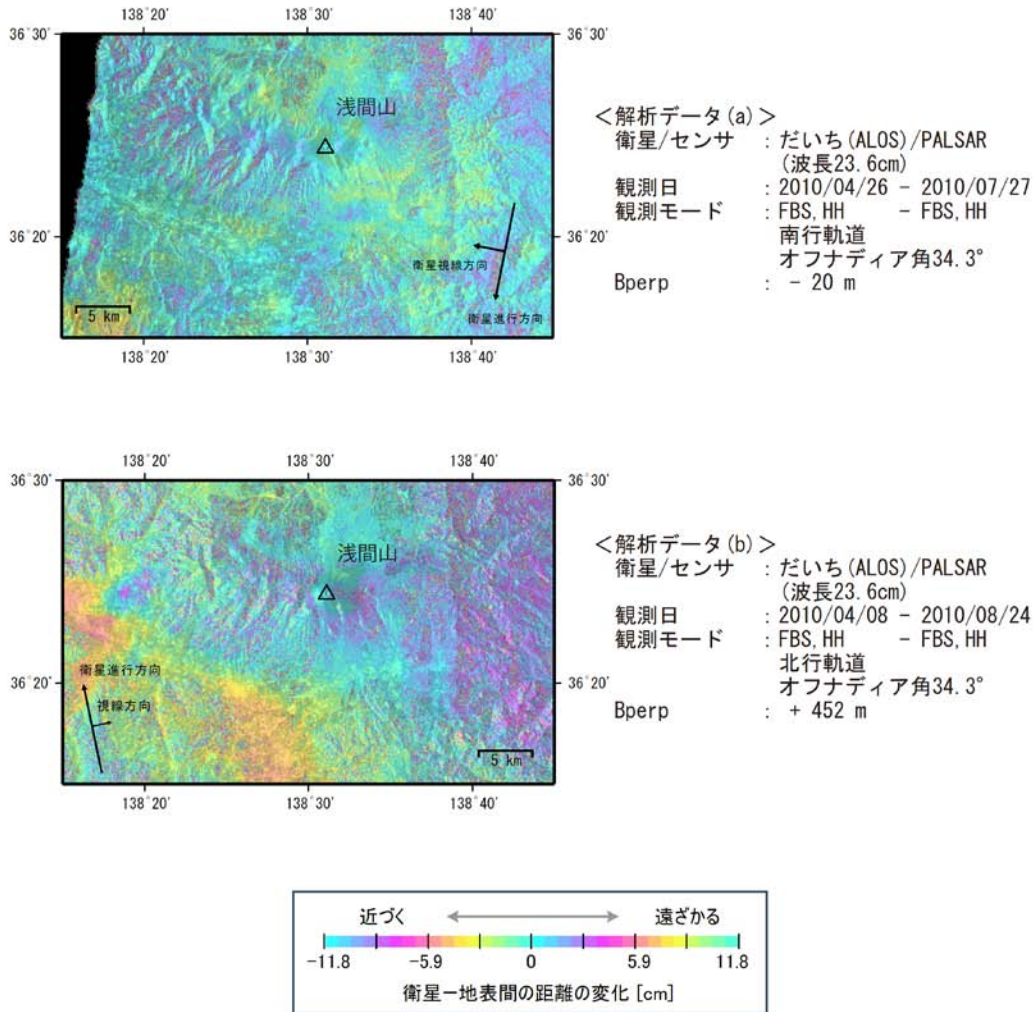 138°20' 138°30' 138°40'
36°30' 36°30'
浅間山
36°20' 36°20'
衛星視線方向
5 km
衛星進行方向
138°20' 138°30' 138°40'
＜解析データ(a)＞
衛星/センサ : だいち(ALOS)/PALSAR
(波長23.6cm)
観測日 : 2010/04/26 - 2010/07/27
観測モード : FBS,HH - FBS,HH
南行軌道
オフナディア角34.3°
Bperp : - 20 m
138°20' 138°30' 138°40'
36°30' 36°30'
浅間山
36°20' 36°20'
衛星進行方向
視線方向
5 km
138°20' 138°30' 138°40'
＜解析データ(b)＞
衛星/センサ : だいち(ALOS)/PALSAR
(波長23.6cm)
観測日 : 2010/04/08 - 2010/08/24
観測モード : FBS,HH - FBS,HH
北行軌道
オフナディア角34.3°
Bperp : + 452 m
近づく 遠ざかる
-11.8 -5.9 0 5.9 11.8
衛星－地表間の距離の変化 [cm]